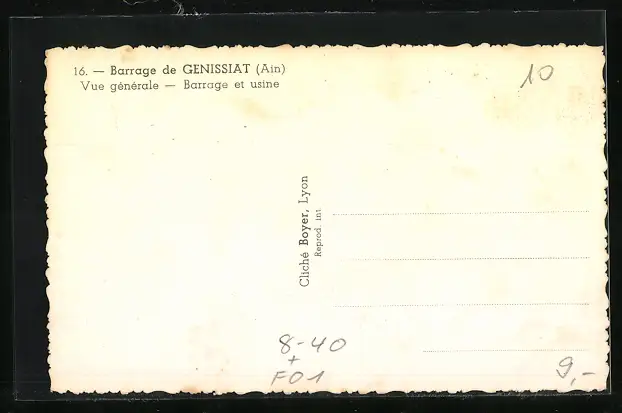 16. — Barrage de GENISSIAT (Ain)
Vue générale — Barrage et usine
10
Cliché Boyer, Lyon
Reprod. int
8-40
+
F01
9,-